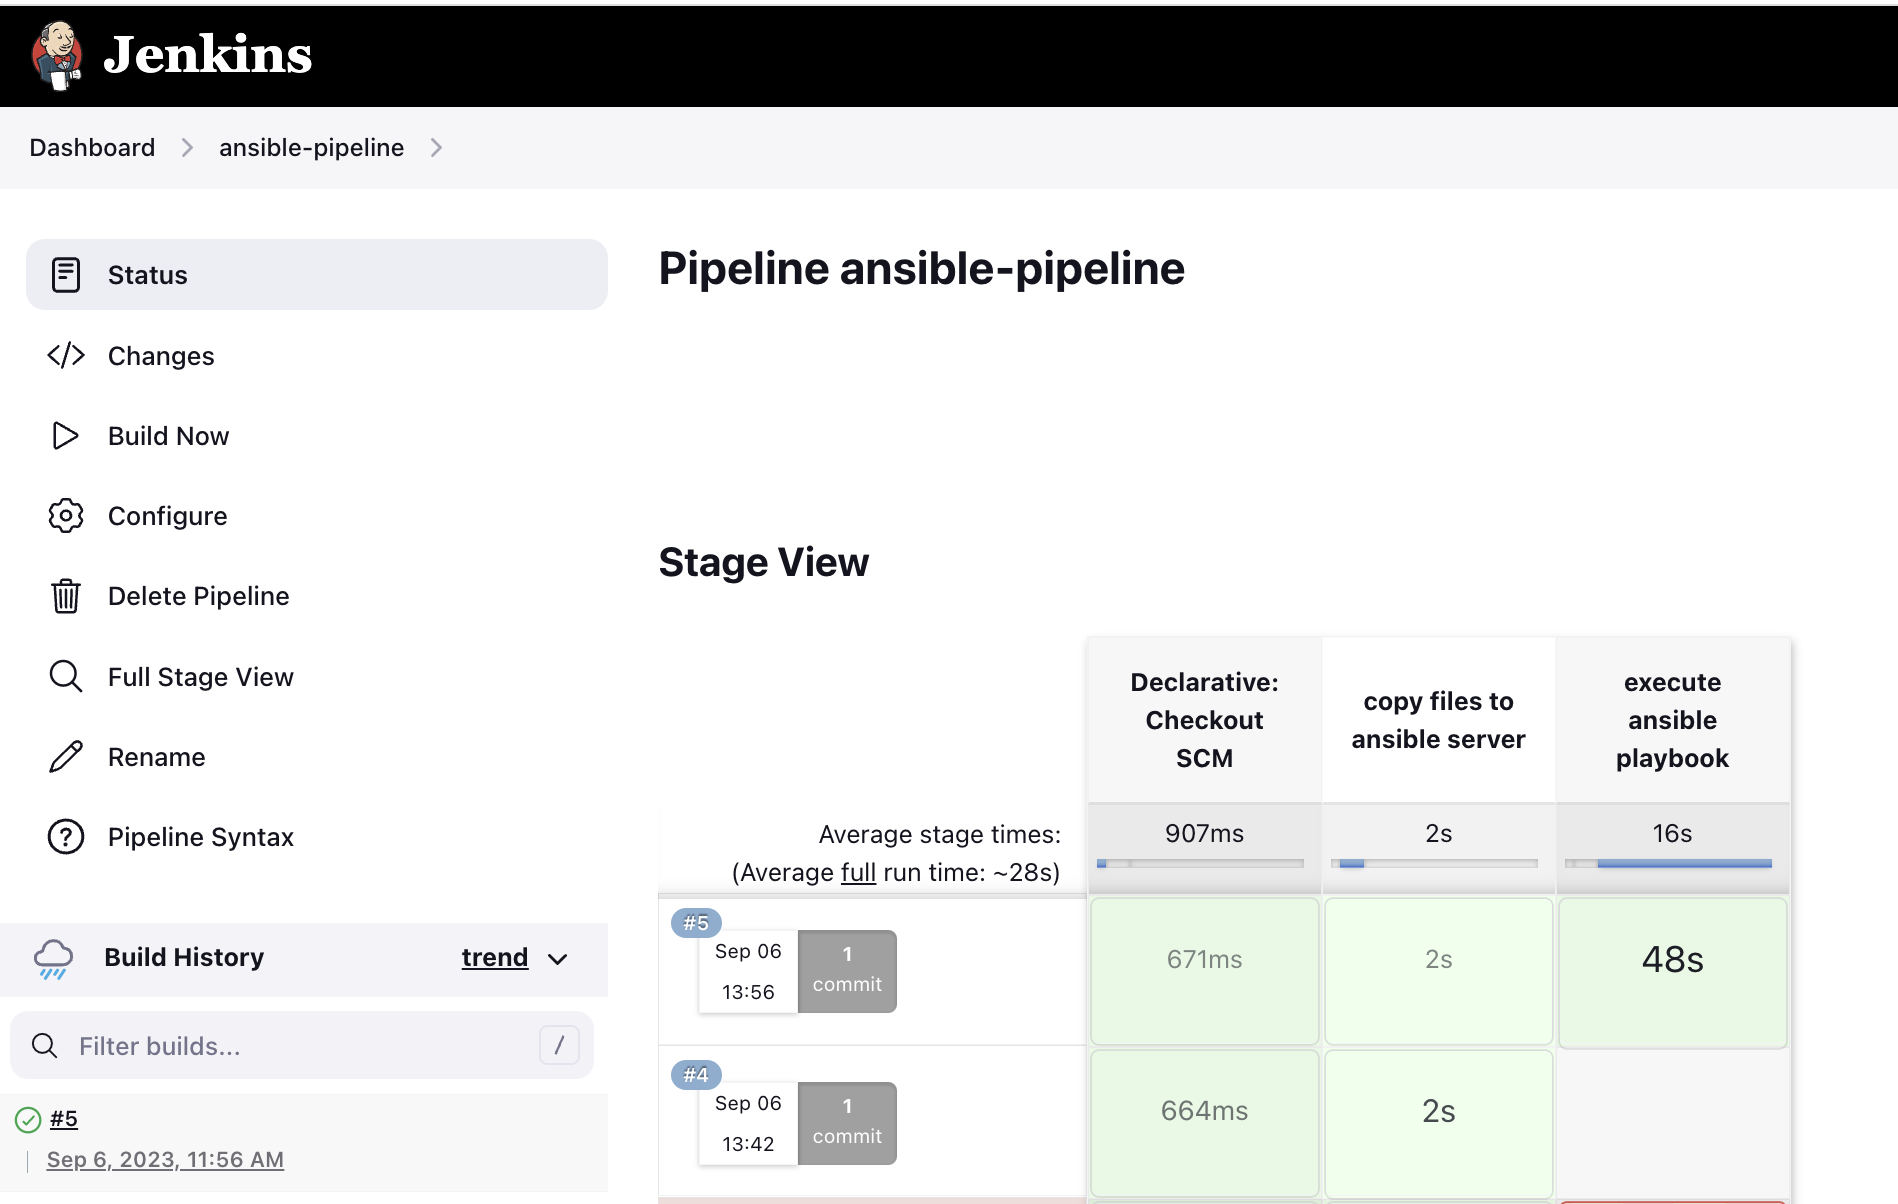 Jenkins
Dashboard
ansible-pipeline
Status
Changes
Build Now
Configure
Delete Pipeline
Full Stage View
Rename
Pipeline Syntax
Build History
trend
Filter builds...
/
#5
Sep 6, 2023, 11:56 AM
Pipeline ansible-pipeline
Stage View
Declarative:
Checkout
SCM
copy files to
ansible server
execute
ansible
playbook
Average stage times:
(Average full run time: ~28s)
907ms
2s
16s
#5
Sep 06
13:56
1
commit
671ms
2s
48s
#4
Sep 06
13:42
1
commit
664ms
2s